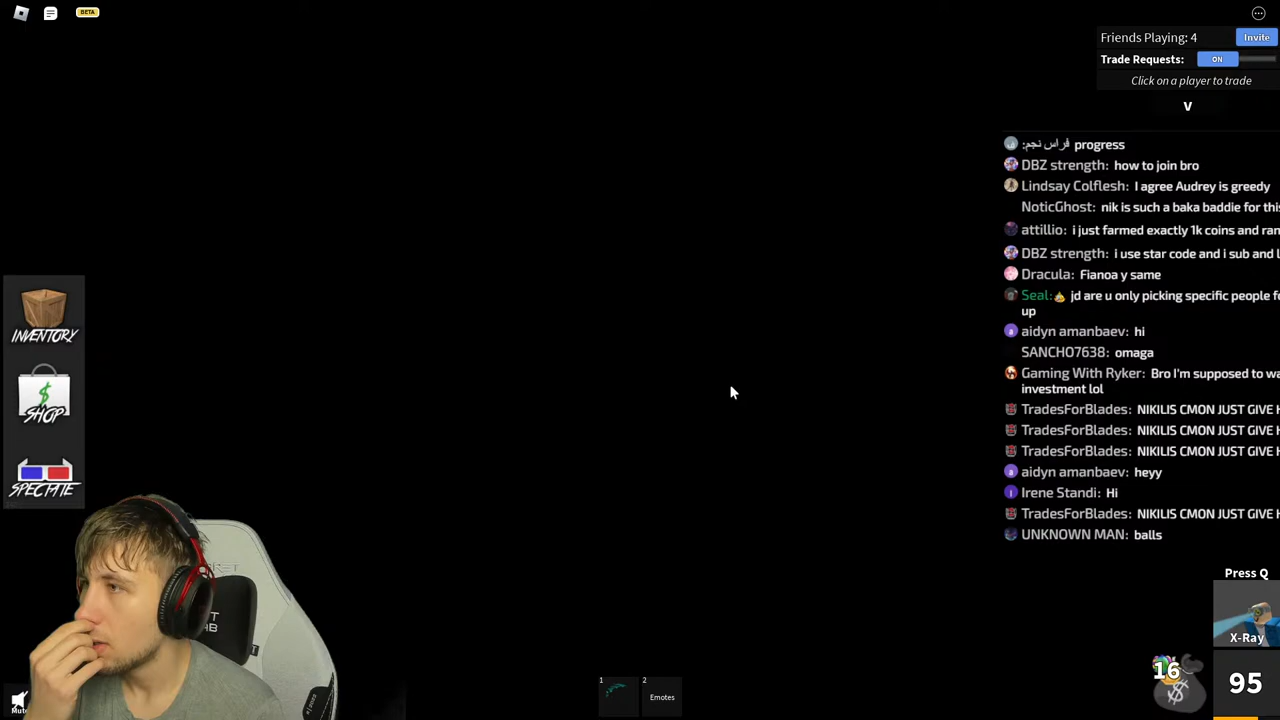 BETA
Friends Playing: 4
Invite
Trade Requests:
ON
Click on a player to trade
v
فراس نجم: progress
DBZ strength: how to join bro
Lindsay Colflesh: I agree Audrey is greedy
NoticGhost: nik is such a baka baddie for this
attillio: i just farmed exactly 1k coins and ran
DBZ strength: i use star code and i sub and l
Dracula: Fianoa y same
Seal: jd are u only picking specific people fo
up
aidyn amanbaev: hi
SANCHO7638: omaga
Gaming With Ryker: Bro I'm supposed to wa
investment lol
TradesForBlades: NIKILIS CMON JUST GIVE H
TradesForBlades: NIKILIS CMON JUST GIVE H
TradesForBlades: NIKILIS CMON JUST GIVE H
aidyn amanbaev: heyy
Irene Standi: Hi
TradesForBlades: NIKILIS CMON JUST GIVE H
UNKNOWN MAN: balls
INVENTORY
SHOP
SPECTATE
Press Q
X-Ray
16
95
1
2
Emotes
Mute